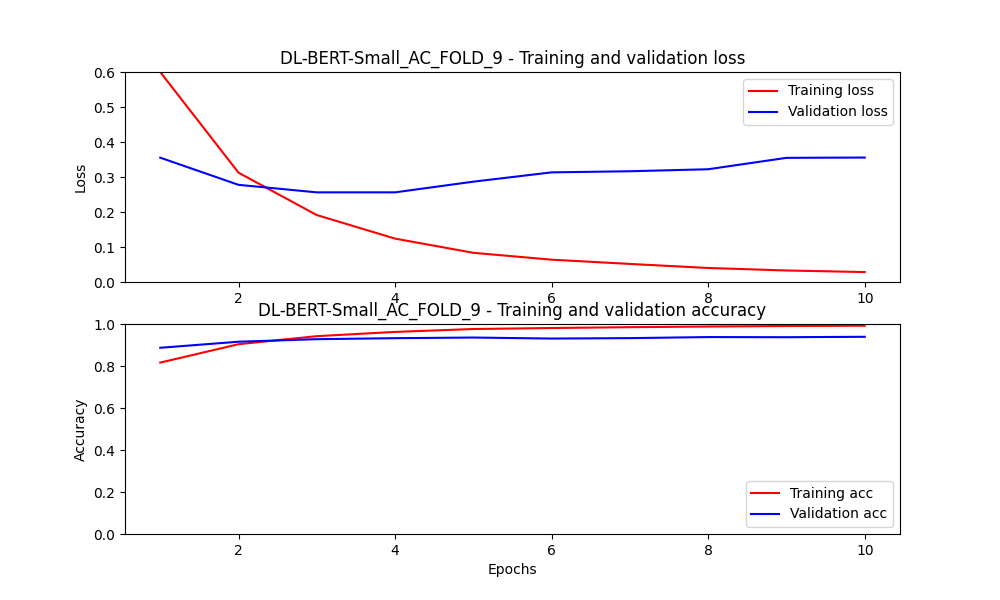 DL-BERT-Small_AC_FOLD_9 - Training and validation loss
0.6
0.5
0.4
0.3
0.2
0.1
0.0
Loss
Training loss
Validation loss
2 4 6 8 10
DL-BERT-Small_AC_FOLD_9 - Training and validation accuracy
1.0
0.8
0.6
0.4
0.2
0.0
Accuracy
Training acc
Validation acc
2 4 6 8 10
Epochs